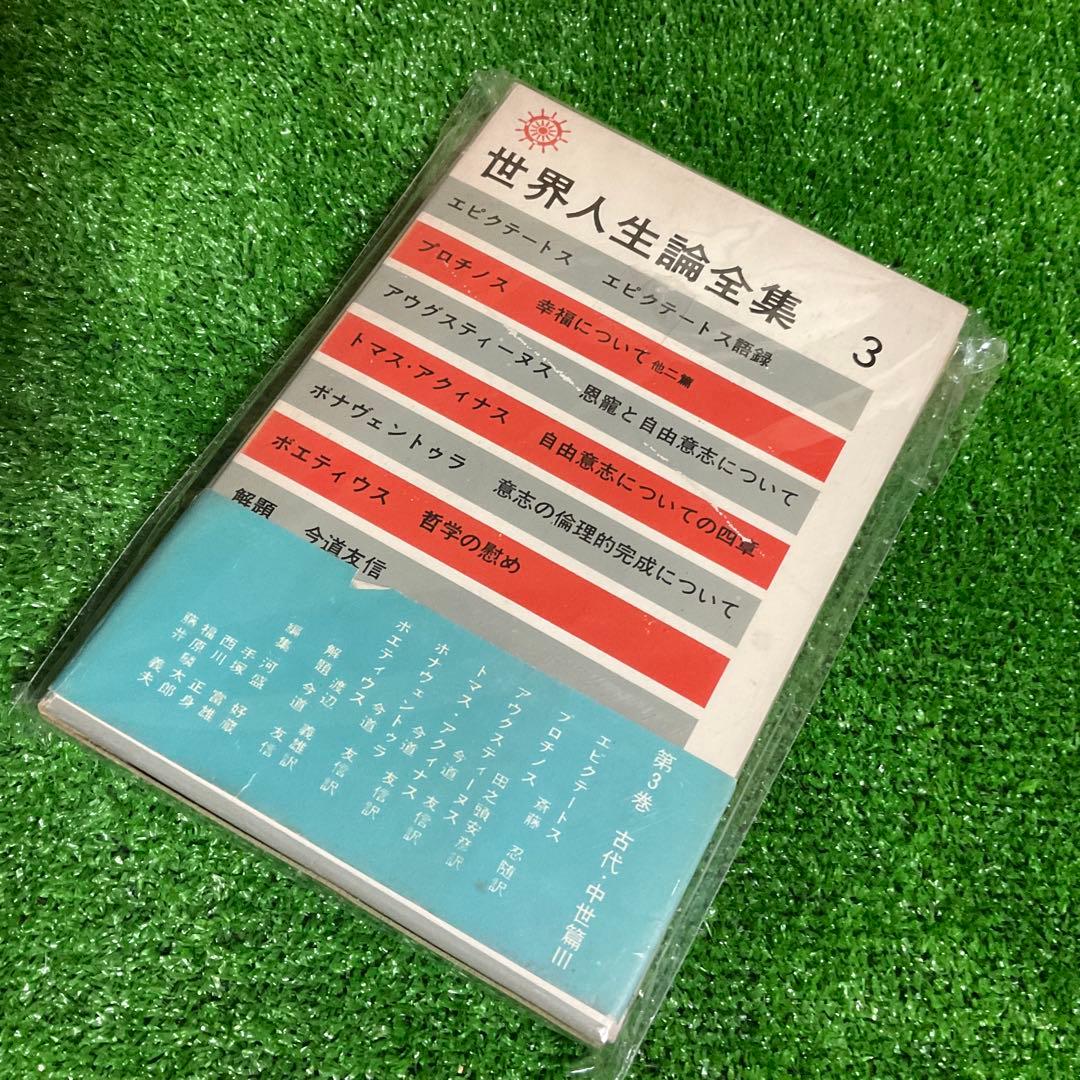 世界人生論全集 3
エピクテートス エピクテートス語録
プロチノス 幸福について 他二篇
アウグスティーヌス 恩寵と自由意志について
トマス・アクィナス 自由意志についての四章
ボナヴェントゥラ 意志の倫理的完成について
ボエティウス 哲学の慰め
解題 今道友信
第3巻 古代・中世篇III
エピクテートス
斎藤 忍随訳
プロチノス
田之頭安彦訳
アウグスティーヌス
今道 友信訳
トマス・アクィナス
今道 友信訳
ボナヴェントゥラ
今道 友信訳
ボエティウス
渡辺 義雄訳
解題 今道 友信
編集
河盛 好蔵
手塚 富雄
西川 正身
福原麟太郎
藤井 義夫